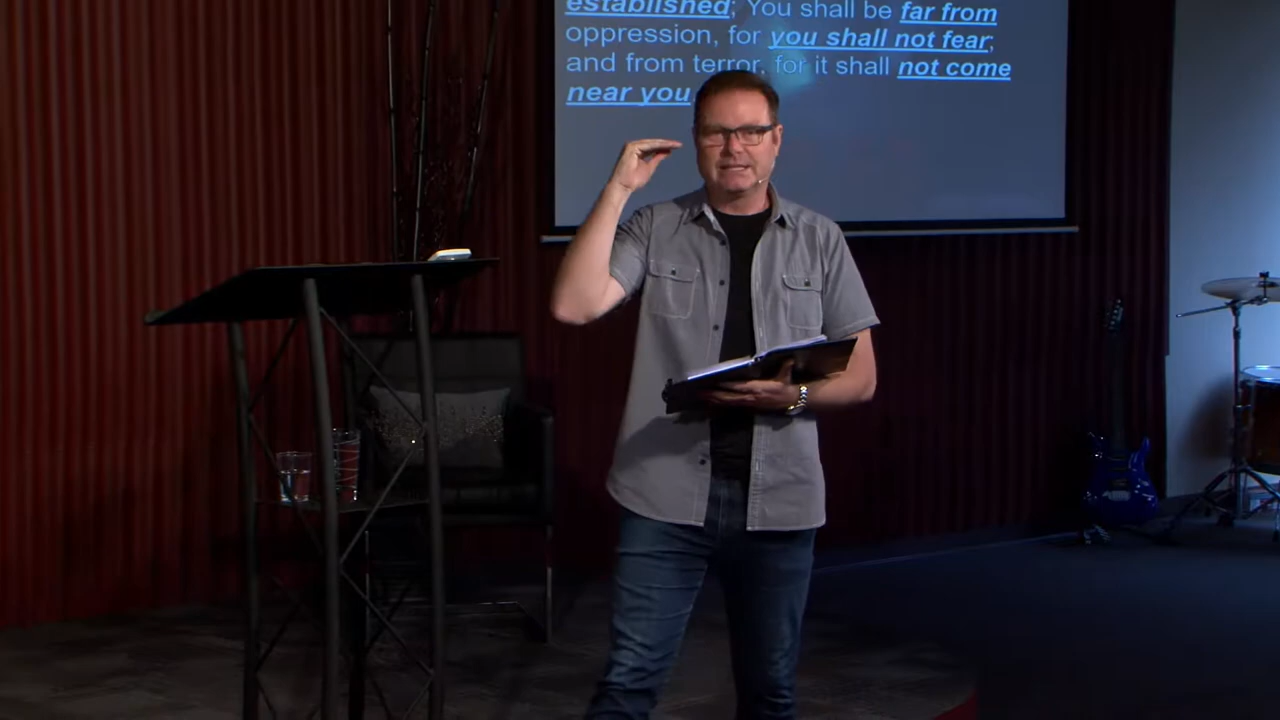 established; You shall be far from
oppression, for you shall not fear;
and from terror, for it shall not come
near you